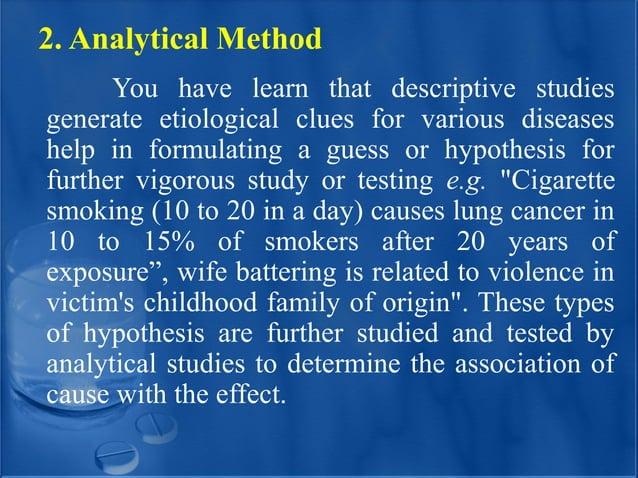 2. Analytical Method
You have learn that descriptive studies
generate etiological clues for various diseases
help in formulating a guess or hypothesis for
further vigorous study or testing e.g. "Cigarette
smoking (10 to 20 in a day) causes lung cancer in
10 to 15% of smokers after 20 years of
exposure”, wife battering is related to violence in
victim's childhood family of origin". These types
of hypothesis are further studied and tested by
analytical studies to determine the association of
cause with the effect.